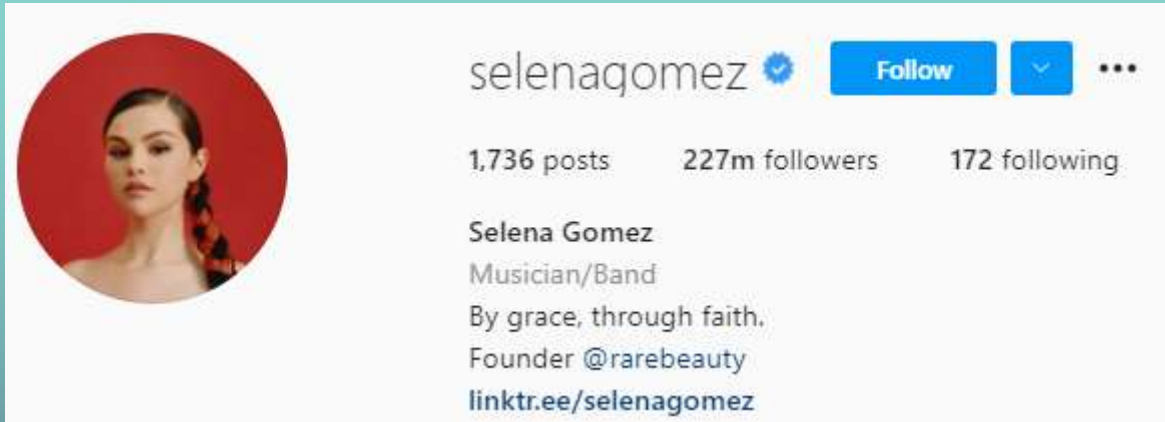 selenagomez Follow
1,736 posts 227m followers 172 following
Selena Gomez
Musician/Band
By grace, through faith.
Founder @rarebeauty
linktr.ee/selenagomez